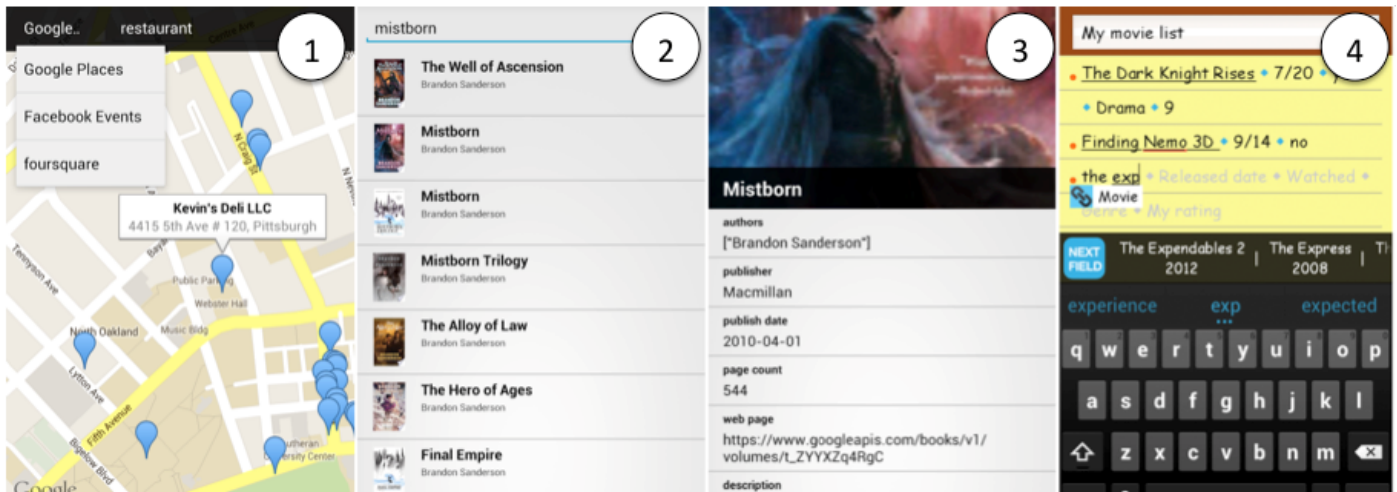 Google.. restaurant
1
Google Places
Facebook Events
foursquare
N Craig St
Kevin's Deli LLC
4415 5th Ave # 120, Pittsburgh
Tennyson Ave
Public Parking
Webster Hall
North Oakland
Music Bldg
Lytton Ave
Fifth Avenue
Bigelow Blvd
University Center
Google
mistborn
2
The Well of Ascension
Brandon Sanderson
Mistborn
Brandon Sanderson
Mistborn
Brandon Sanderson
Mistborn Trilogy
Brandon Sanderson
The Alloy of Law
Brandon Sanderson
The Hero of Ages
Brandon Sanderson
Final Empire
Brandon Sanderson
3
Mistborn
authors
["Brandon Sanderson"]
publisher
Macmillan
publish date
2010-04-01
page count
544
web page
https://www.googleapis.com/books/v1/
volumes/t_ZYYXZq4RgC
description
My movie list
4
The Dark Knight Rises 7/20
Drama 9
Finding Nemo 3D 9/14 no
the exp Released date Watched
Movie
Genre My rating
NEXT FIELD
The Expendables 2 2012 | The Express 2008 |
experience exp expected
q w e r t y u i o p
a s d f g h j k l
z x c v b n m